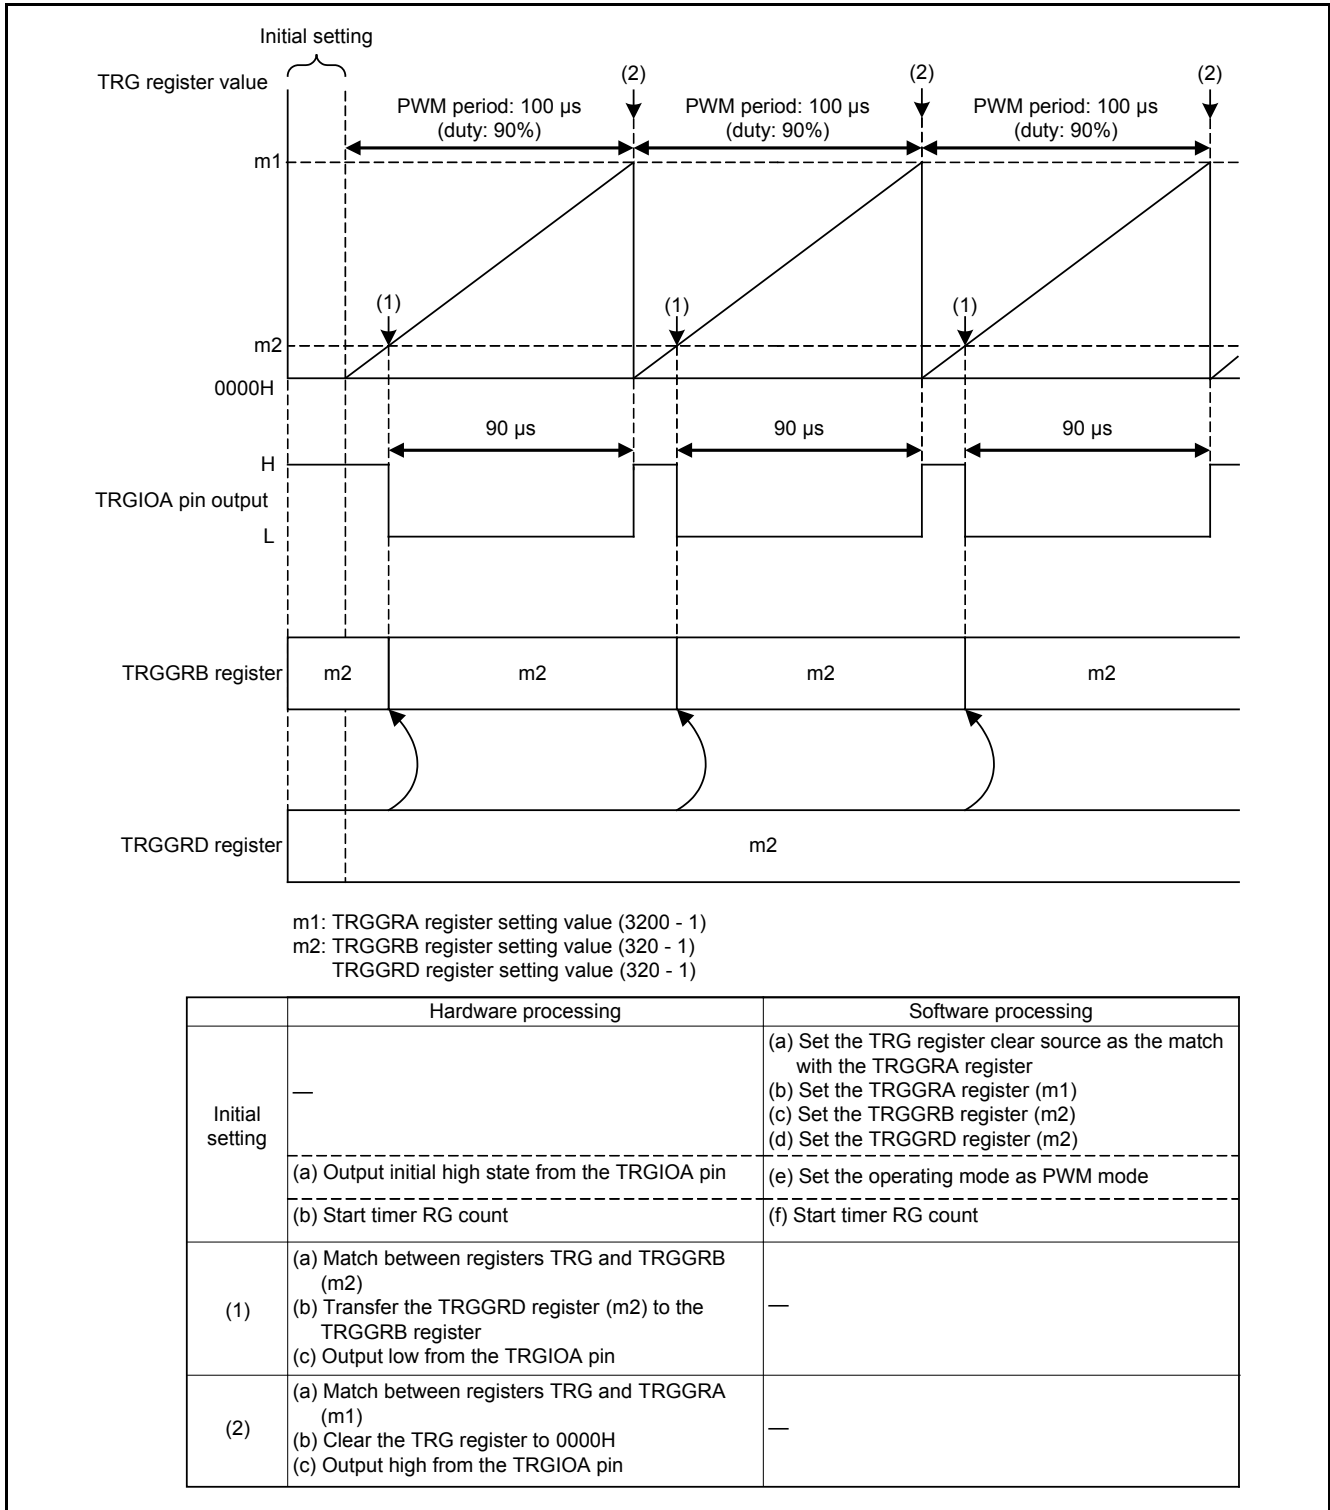 Initial setting
TRG register value
(2)
(2)
(2)
PWM period: 100 µs
(duty: 90%)
PWM period: 100 µs
(duty: 90%)
PWM period: 100 µs
(duty: 90%)
m1
(1)
(1)
(1)
m2
0000H
90 µs
90 µs
90 µs
H
TRGIOA pin output
L
TRGGRB register
m2
m2
m2
m2
TRGGRD register
m2
m1: TRGGRA register setting value (3200 - 1)
m2: TRGGRB register setting value (320 - 1)
TRGGRD register setting value (320 - 1)
Hardware processing
Software processing
Initial
setting
—
(a) Set the TRG register clear source as the match
with the TRGGRA register
(b) Set the TRGGRA register (m1)
(c) Set the TRGGRB register (m2)
(d) Set the TRGGRD register (m2)
(a) Output initial high state from the TRGIOA pin
(e) Set the operating mode as PWM mode
(b) Start timer RG count
(f) Start timer RG count
(1)
(a) Match between registers TRG and TRGGRB
(m2)
(b) Transfer the TRGGRD register (m2) to the
TRGGRB register
(c) Output low from the TRGIOA pin
—
(2)
(a) Match between registers TRG and TRGGRA
(m1)
(b) Clear the TRG register to 0000H
(c) Output high from the TRGIOA pin
—